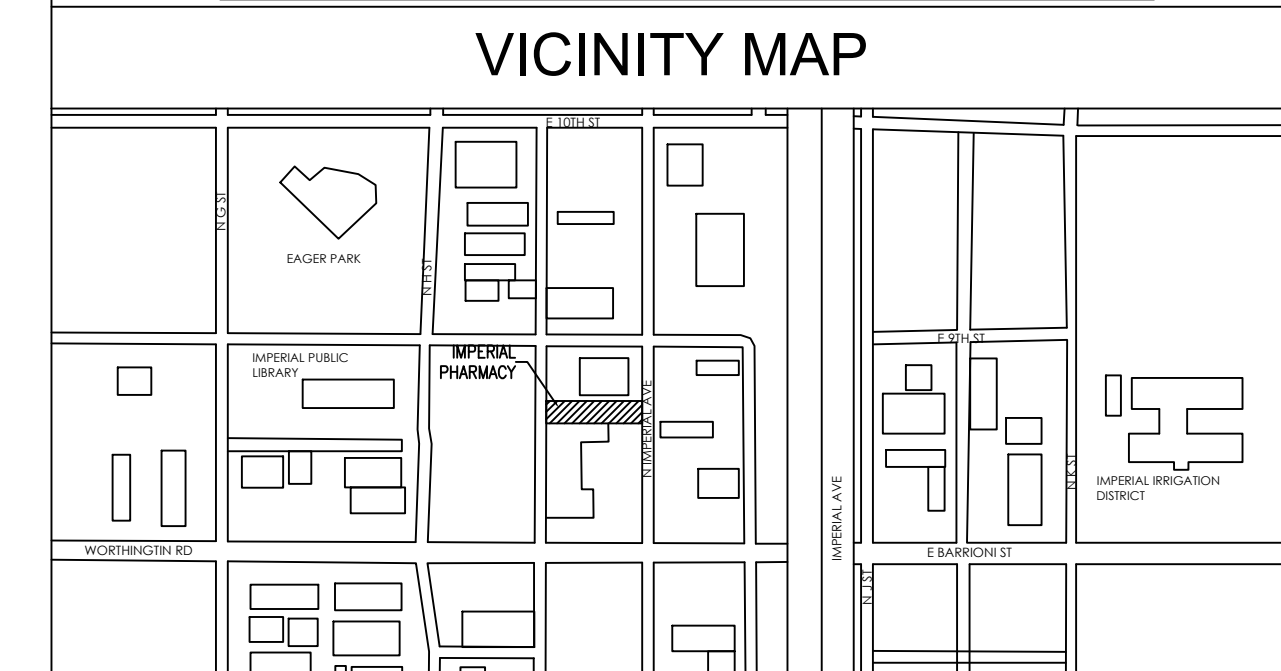 VICINITY MAP
E 10TH ST
N G ST
EAGER PARK
N H ST
E 9TH ST
IMPERIAL PUBLIC
LIBRARY
IMPERIAL
PHARMACY
N IMPERIAL AVE
IMPERIAL AVE
N K ST
IMPERIAL IRRIGATION
DISTRICT
WORTHINGTIN RD
E BARRIONI ST
N J ST